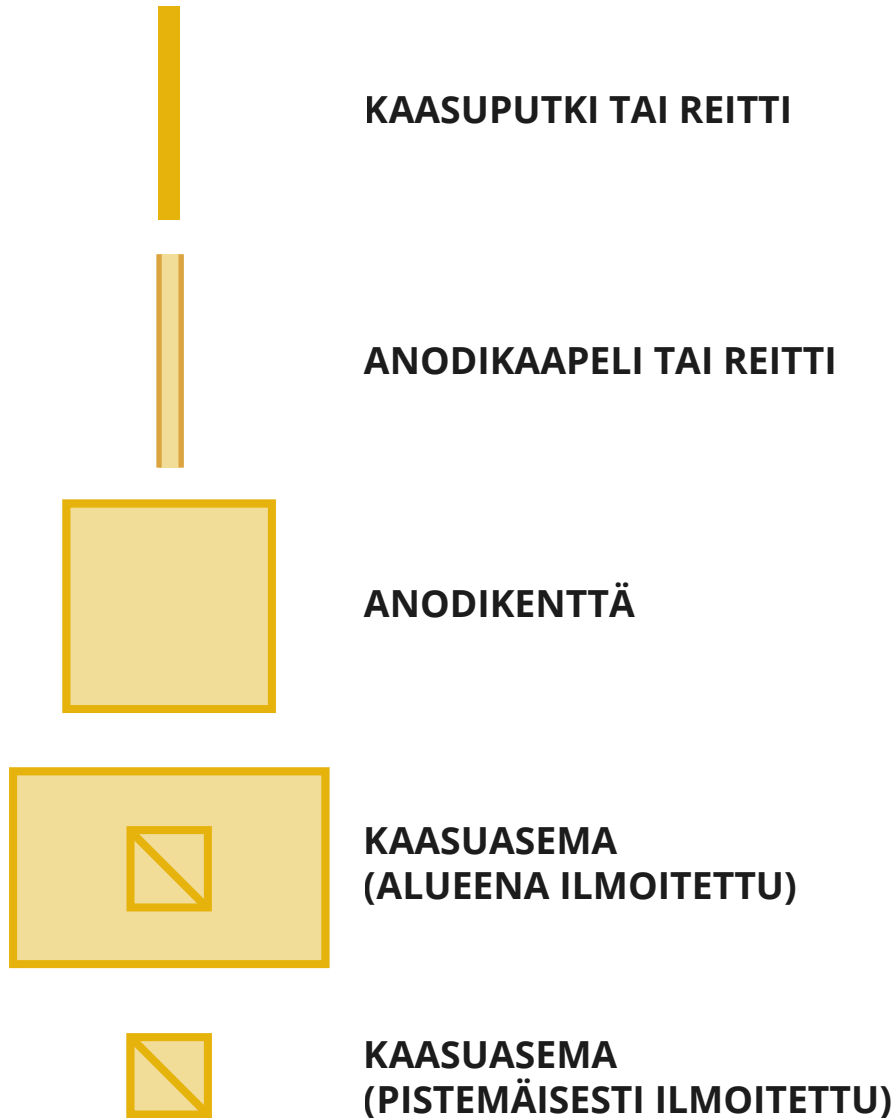 KAASUPUTKI TAI REITTI
ANODIKAAPELI TAI REITTI
ANODIKENTTÄ
KAASUASEMA
(ALUEENA ILMOITETTU)
KAASUASEMA
(PISTEMÄISESTI ILMOITETTU)